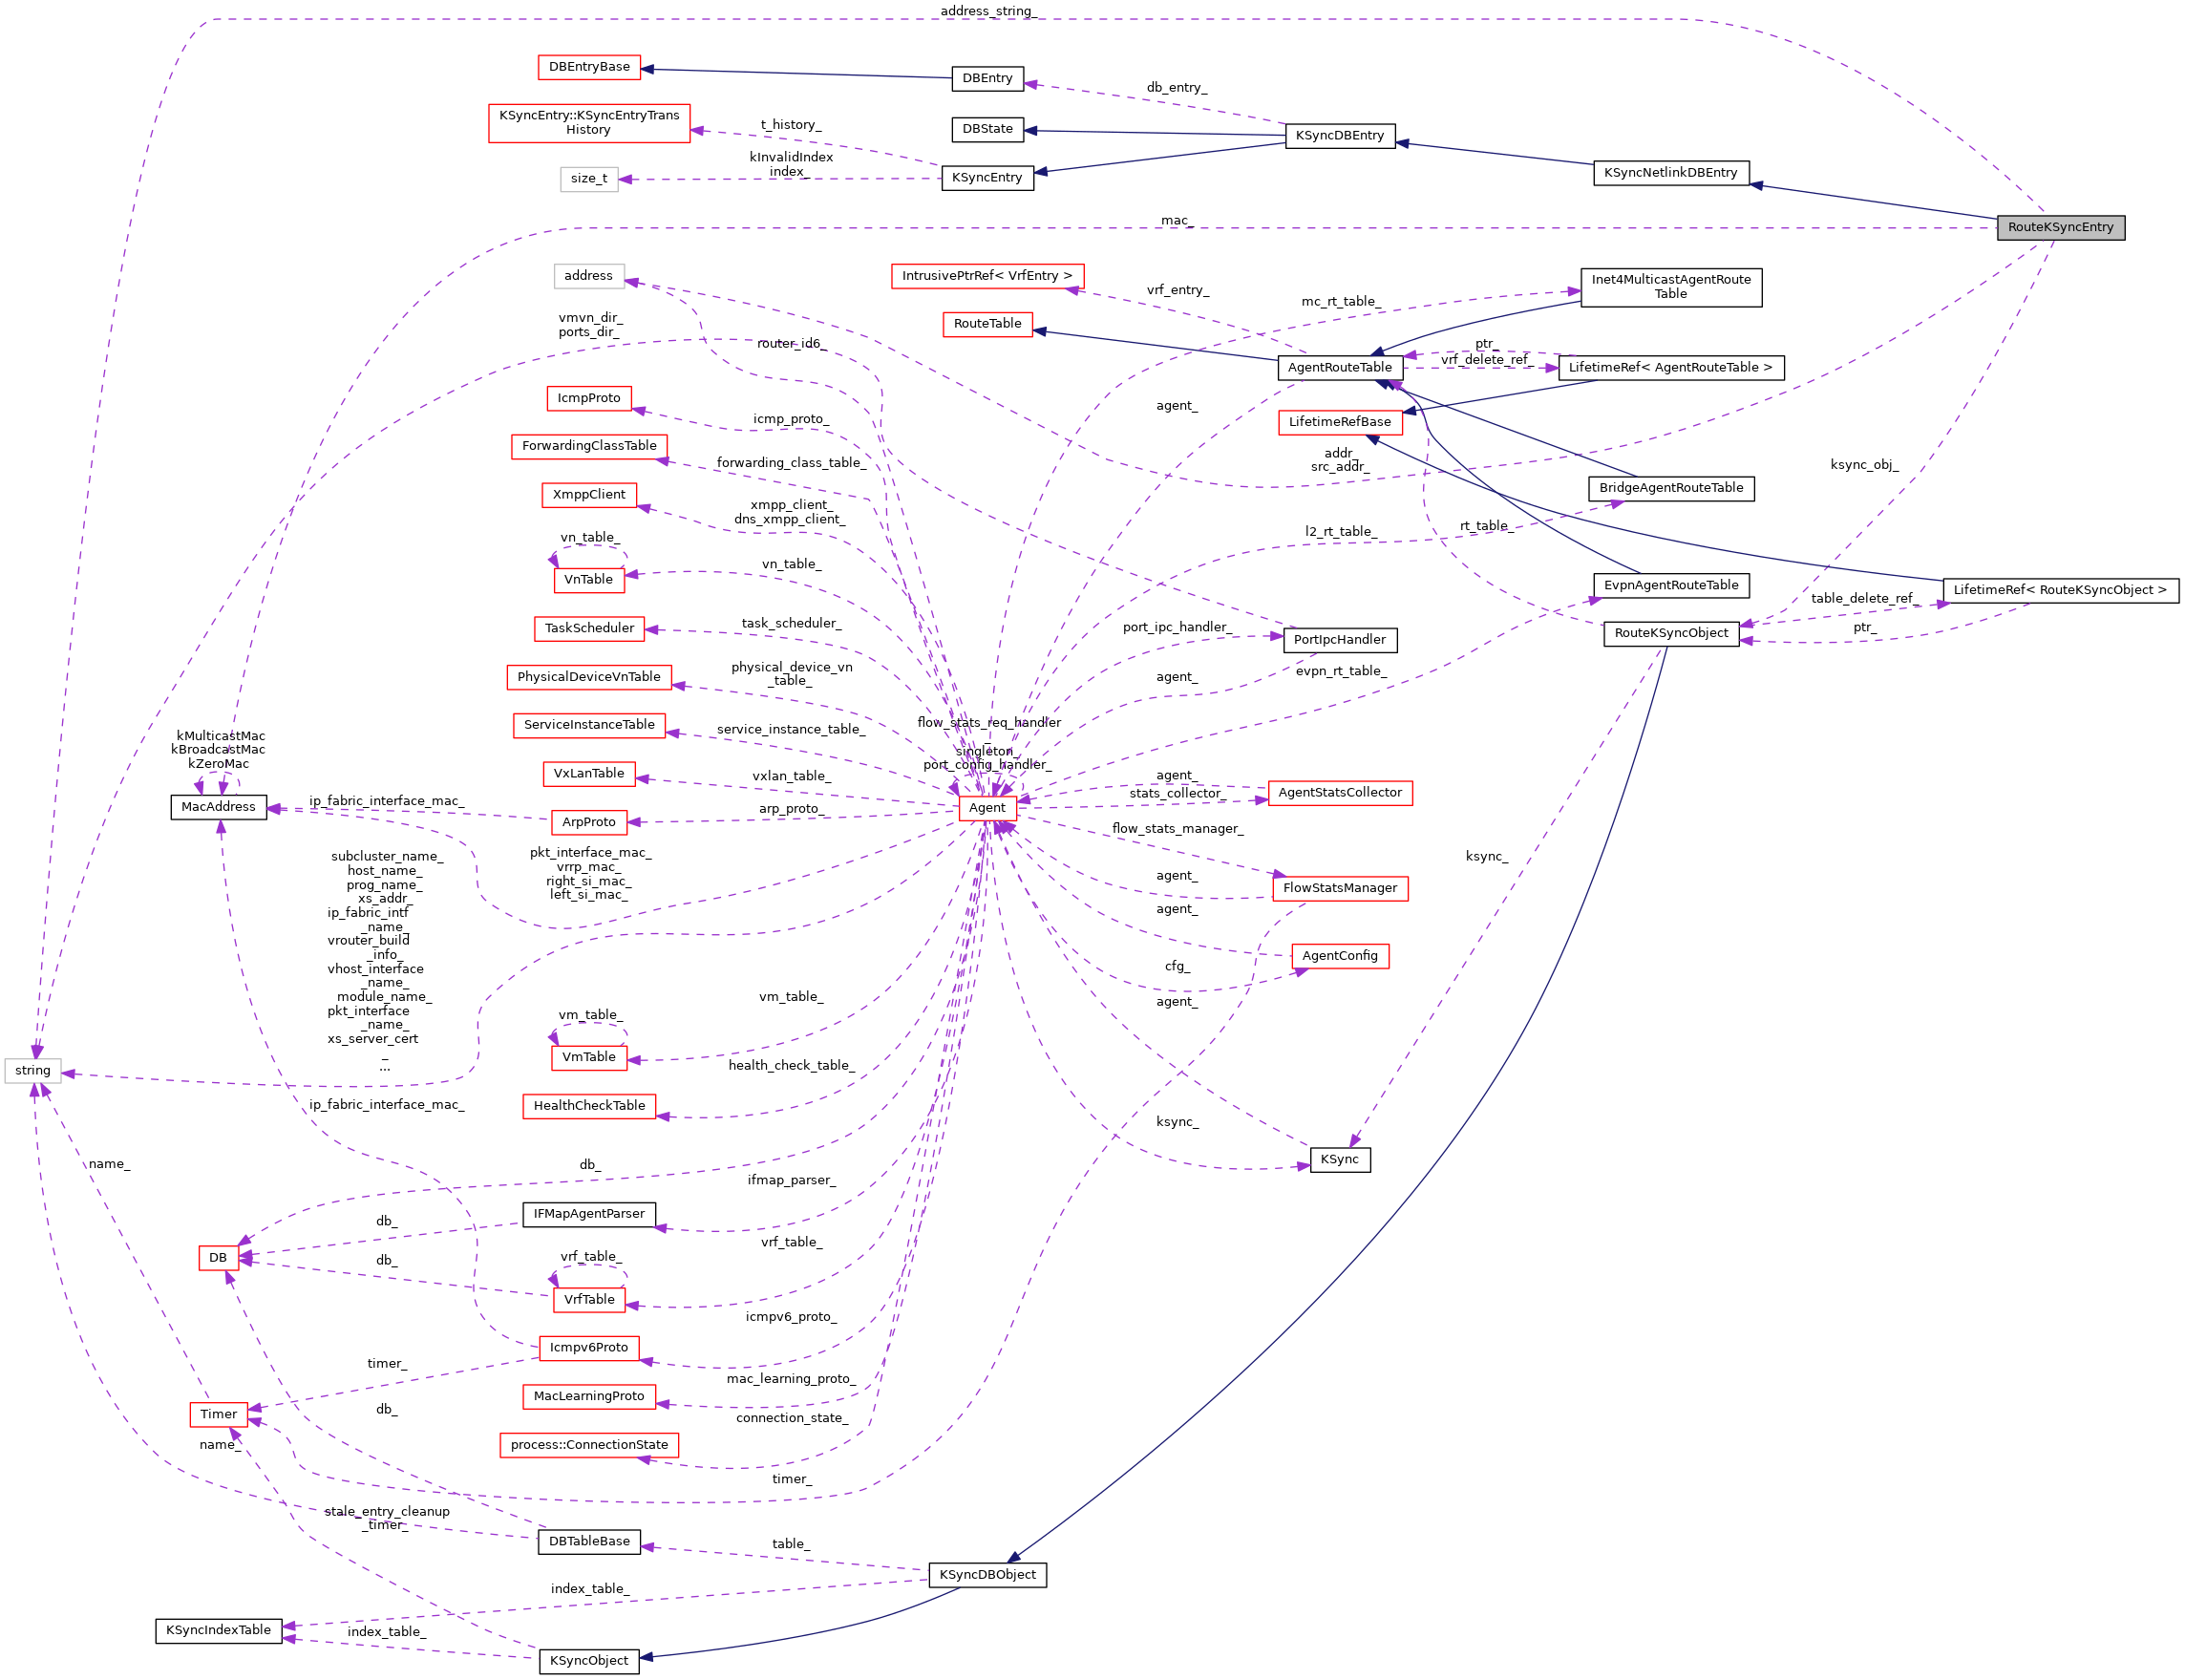 address_string_
DBEntryBase
DBEntry
db_entry_
KSyncEntry::KSyncEntryTrans
History
t_history_
DBState
KSyncDBEntry
kInvalidIndex
index_
size_t
KSyncEntry
KSyncNetlinkDBEntry
mac_
RouteKSyncEntry
address
IntrusivePtrRef< VrfEntry >
vrf_entry_
mc_rt_table_
Inet4MulticastAgentRoute
Table
vmvn_dir_
ports_dir_
RouteTable
router_id6_
ptr_
vrf_delete_ref_
AgentRouteTable
LifetimeRef< AgentRouteTable >
IcmpProto
icmp_proto_
agent_
LifetimeRefBase
ForwardingClassTable
forwarding_class_table_
addr_
src_addr_
ksync_obj_
XmppClient
xmpp_client_
dns_xmpp_client_
BridgeAgentRouteTable
vn_table_
l2_rt_table_
rt_table_
VnTable
vn_table_
EvpnAgentRouteTable
LifetimeRef< RouteKSyncObject >
table_delete_ref_
TaskScheduler
task_scheduler_
port_ipc_handler_
PortIpcHandler
RouteKSyncObject
ptr_
PhysicalDeviceVnTable
physical_device_vn
_table_
agent_
evpn_rt_table_
ServiceInstanceTable
service_instance_table_
flow_stats_req_handler
_
singleton_
port_config_handler_
kMulticastMac
kBroadcastMac
kZeroMac
VxLanTable
vxlan_table_
agent_
stats_collector_
AgentStatsCollector
MacAddress
ip_fabric_interface_mac_
ArpProto
arp_proto_
Agent
flow_stats_manager_
subcluster_name_
host_name_
prog_name_
xs_addr_
ip_fabric_intf
_name_
vrouter_build
_info_
vhost_interface
_name_
module_name_
pkt_interface
_name_
xs_server_cert
_
...
pkt_interface_mac_
vrrp_mac_
right_si_mac_
left_si_mac_
ksync_
agent_
FlowStatsManager
agent_
AgentConfig
cfg_
vm_table_
agent_
vm_table_
VmTable
string
health_check_table_
HealthCheckTable
ip_fabric_interface_mac_
ksync_
KSync
name_
db_
ifmap_parser_
IFMapAgentParser
db_
vrf_table_
DB
db_
vrf_table_
VrfTable
icmpv6_proto_
Icmpv6Proto
timer_
mac_learning_proto_
MacLearningProto
db_
Timer
connection_state_
process::ConnectionState
name_
timer_
stale_entry_cleanup
_timer_
DBTableBase
table_
KSyncDBObject
index_table_
KSyncIndexTable
index_table_
KSyncObject